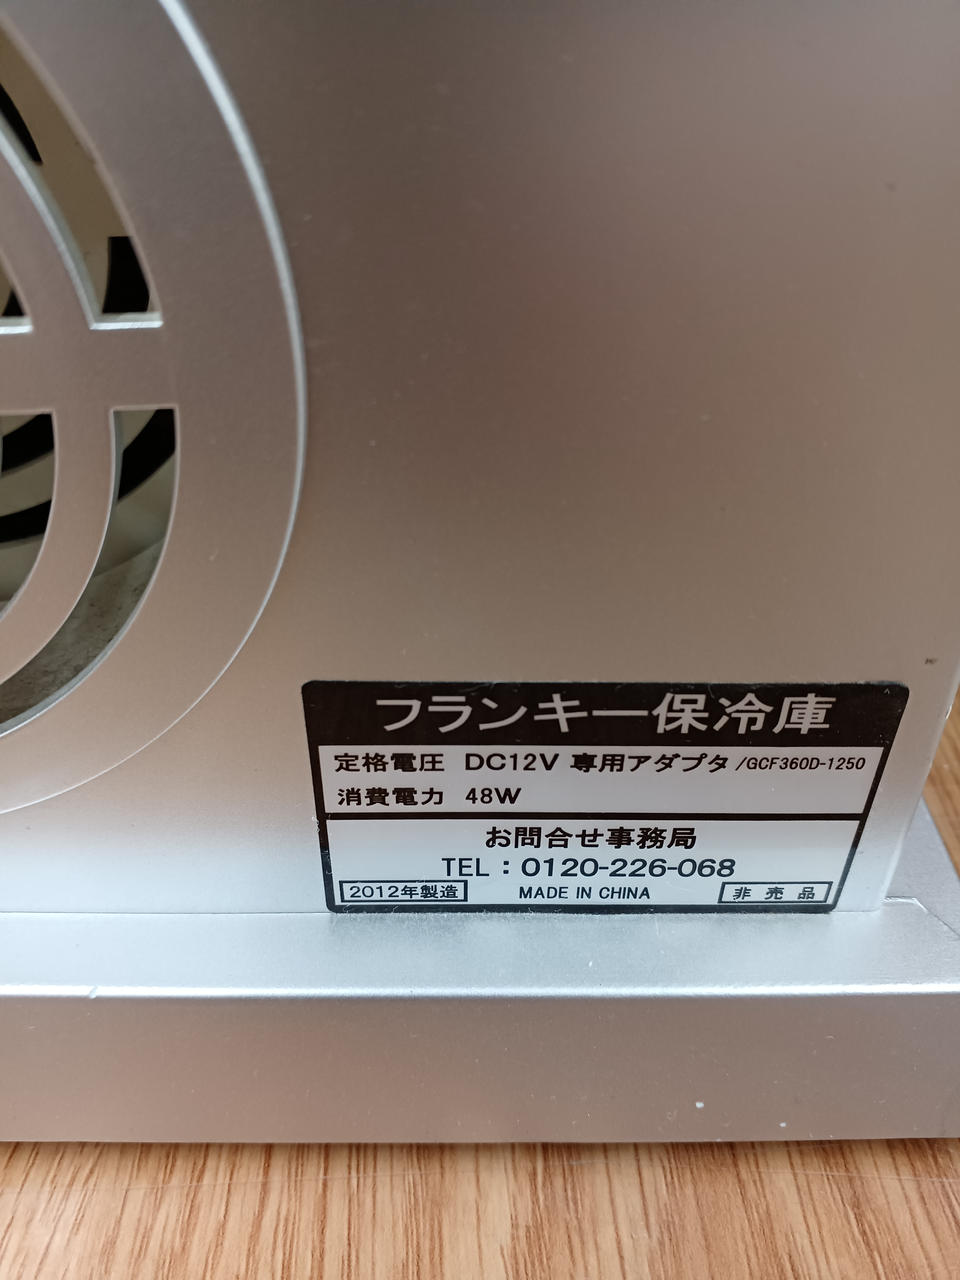 フランキー保冷庫
定格電圧 DC12V 専用アダプタ /GCF360D-1250
消費電力 48W
お問合せ事務局
TEL：0120-226-068
2012年製造 MADE IN CHINA 非売品